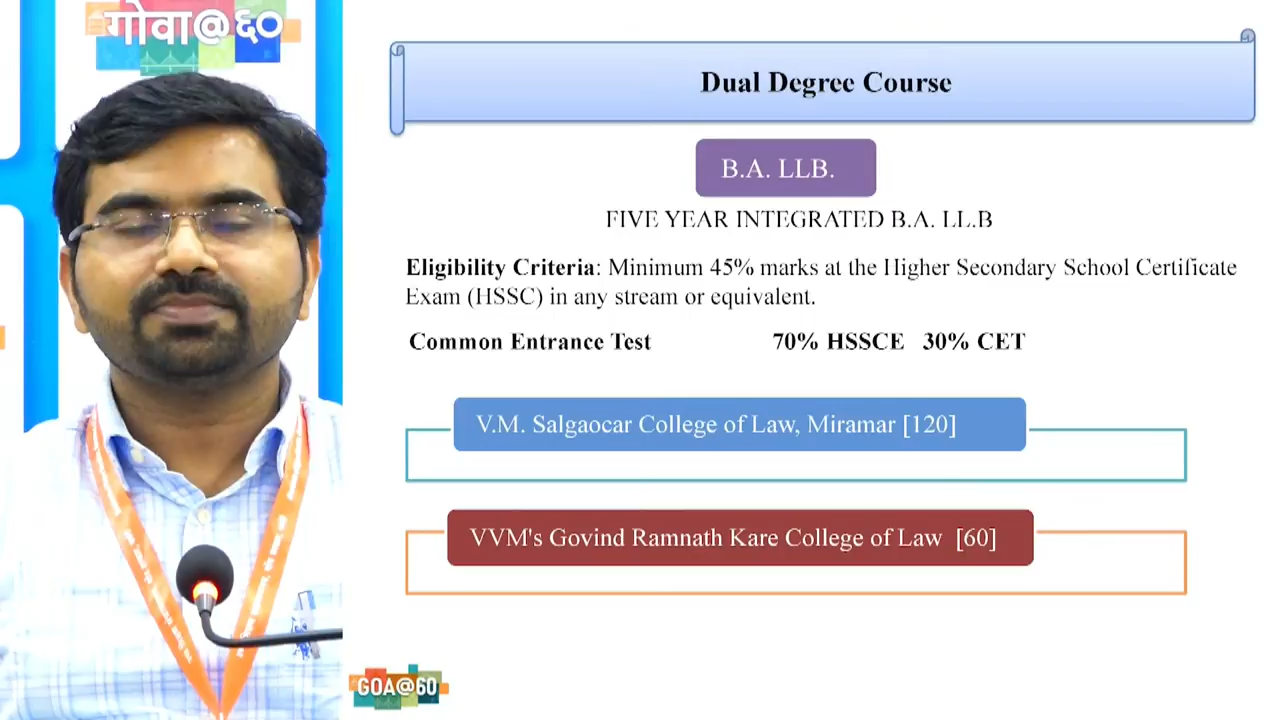 गोवा@६०
Dual Degree Course
B.A. LLB.
FIVE YEAR INTEGRATED B.A. LL.B
Eligibility Criteria: Minimum 45% marks at the Higher Secondary School Certificate
Exam (HSSC) in any stream or equivalent.
Common Entrance Test 70% HSSCE 30% CET
V.M. Salgaocar College of Law, Miramar [120]
VVM's Govind Ramnath Kare College of Law [60]
GOA@60